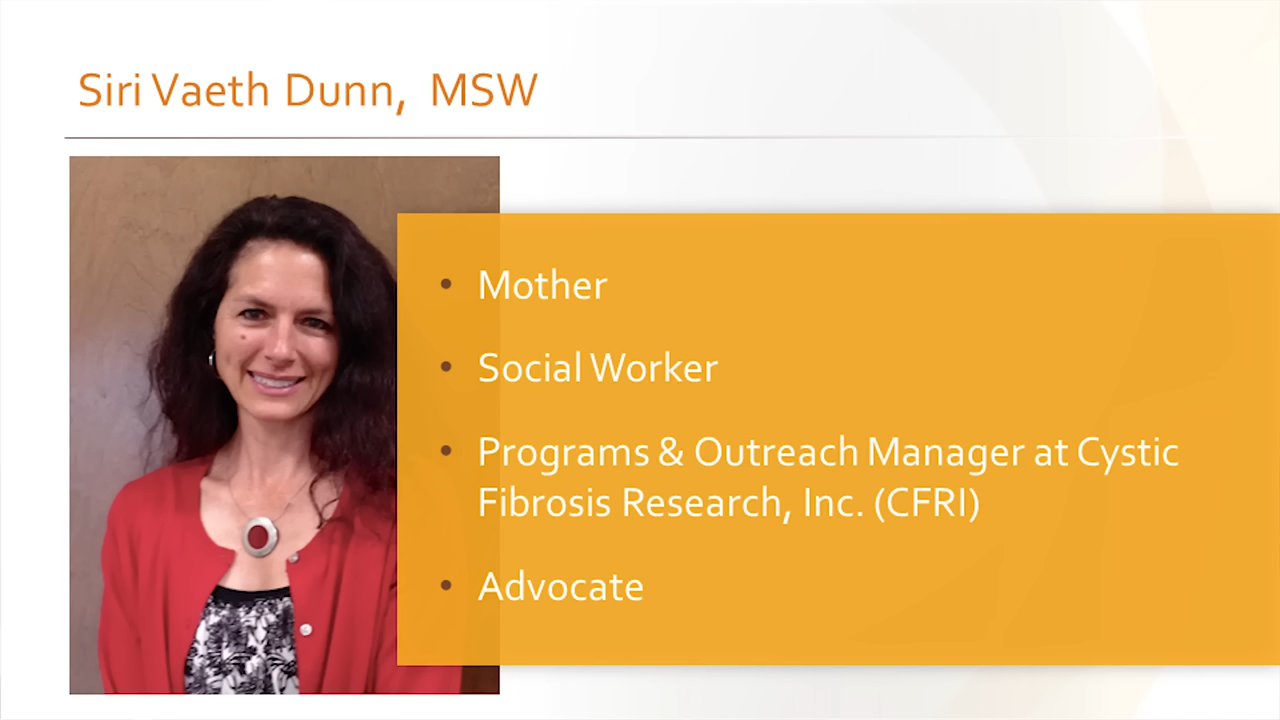 Siri Vaeth Dunn, MSW
• Mother
• Social Worker
• Programs & Outreach Manager at Cystic
Fibrosis Research, Inc. (CFRI)
• Advocate